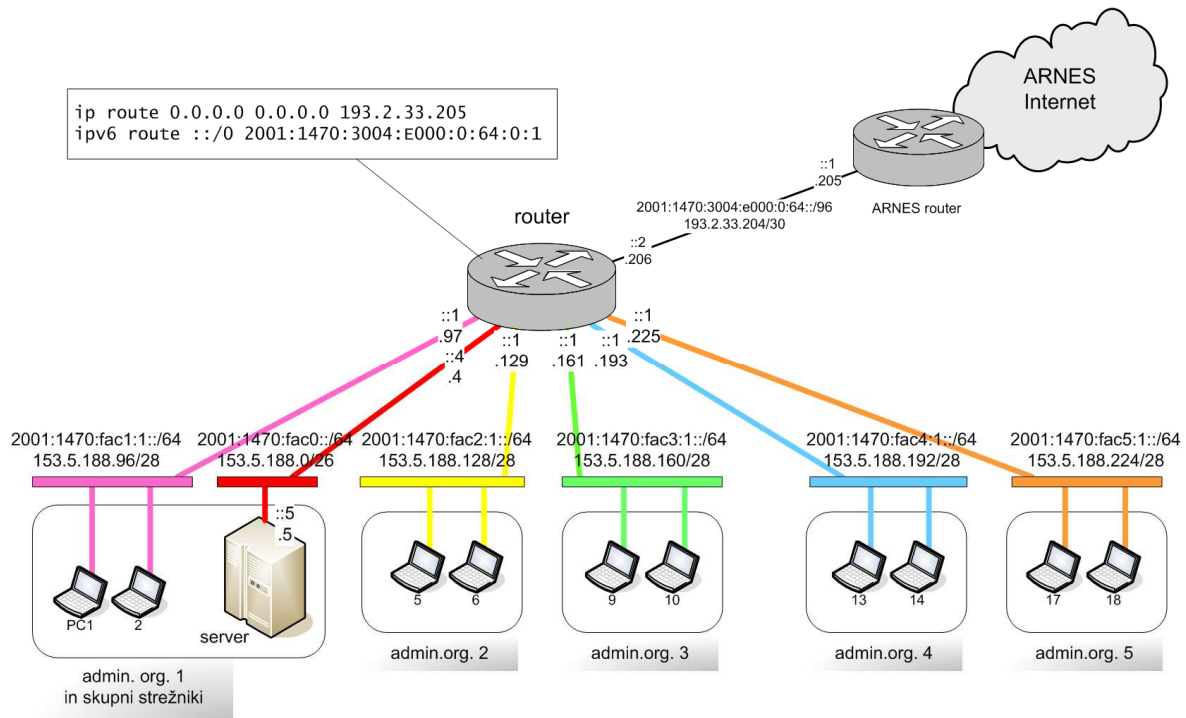 ARNES
Internet
ip route 0.0.0.0 0.0.0.0 193.2.33.205
ipv6 route ::/0 2001:1470:3004:E000:0:64:0:1
::1
.205
ARNES router
2001:1470:3004:e000:0:64::/96
193.2.33.204/30
router
::2
.206
::1
.97
::4
.4
::1
.129
::1
.161
::1
.193
::1
.225
2001:1470:fac1:1::/64
153.5.188.96/28
2001:1470:fac0::/64
153.5.188.0/26
2001:1470:fac2:1::/64
153.5.188.128/28
2001:1470:fac3:1::/64
153.5.188.160/28
2001:1470:fac4:1::/64
153.5.188.192/28
2001:1470:fac5:1::/64
153.5.188.224/28
::5
.5
PC1
2
server
5
6
9
10
13
14
17
18
admin. org. 1
in skupni strežniki
admin.org. 2
admin.org. 3
admin.org. 4
admin.org. 5